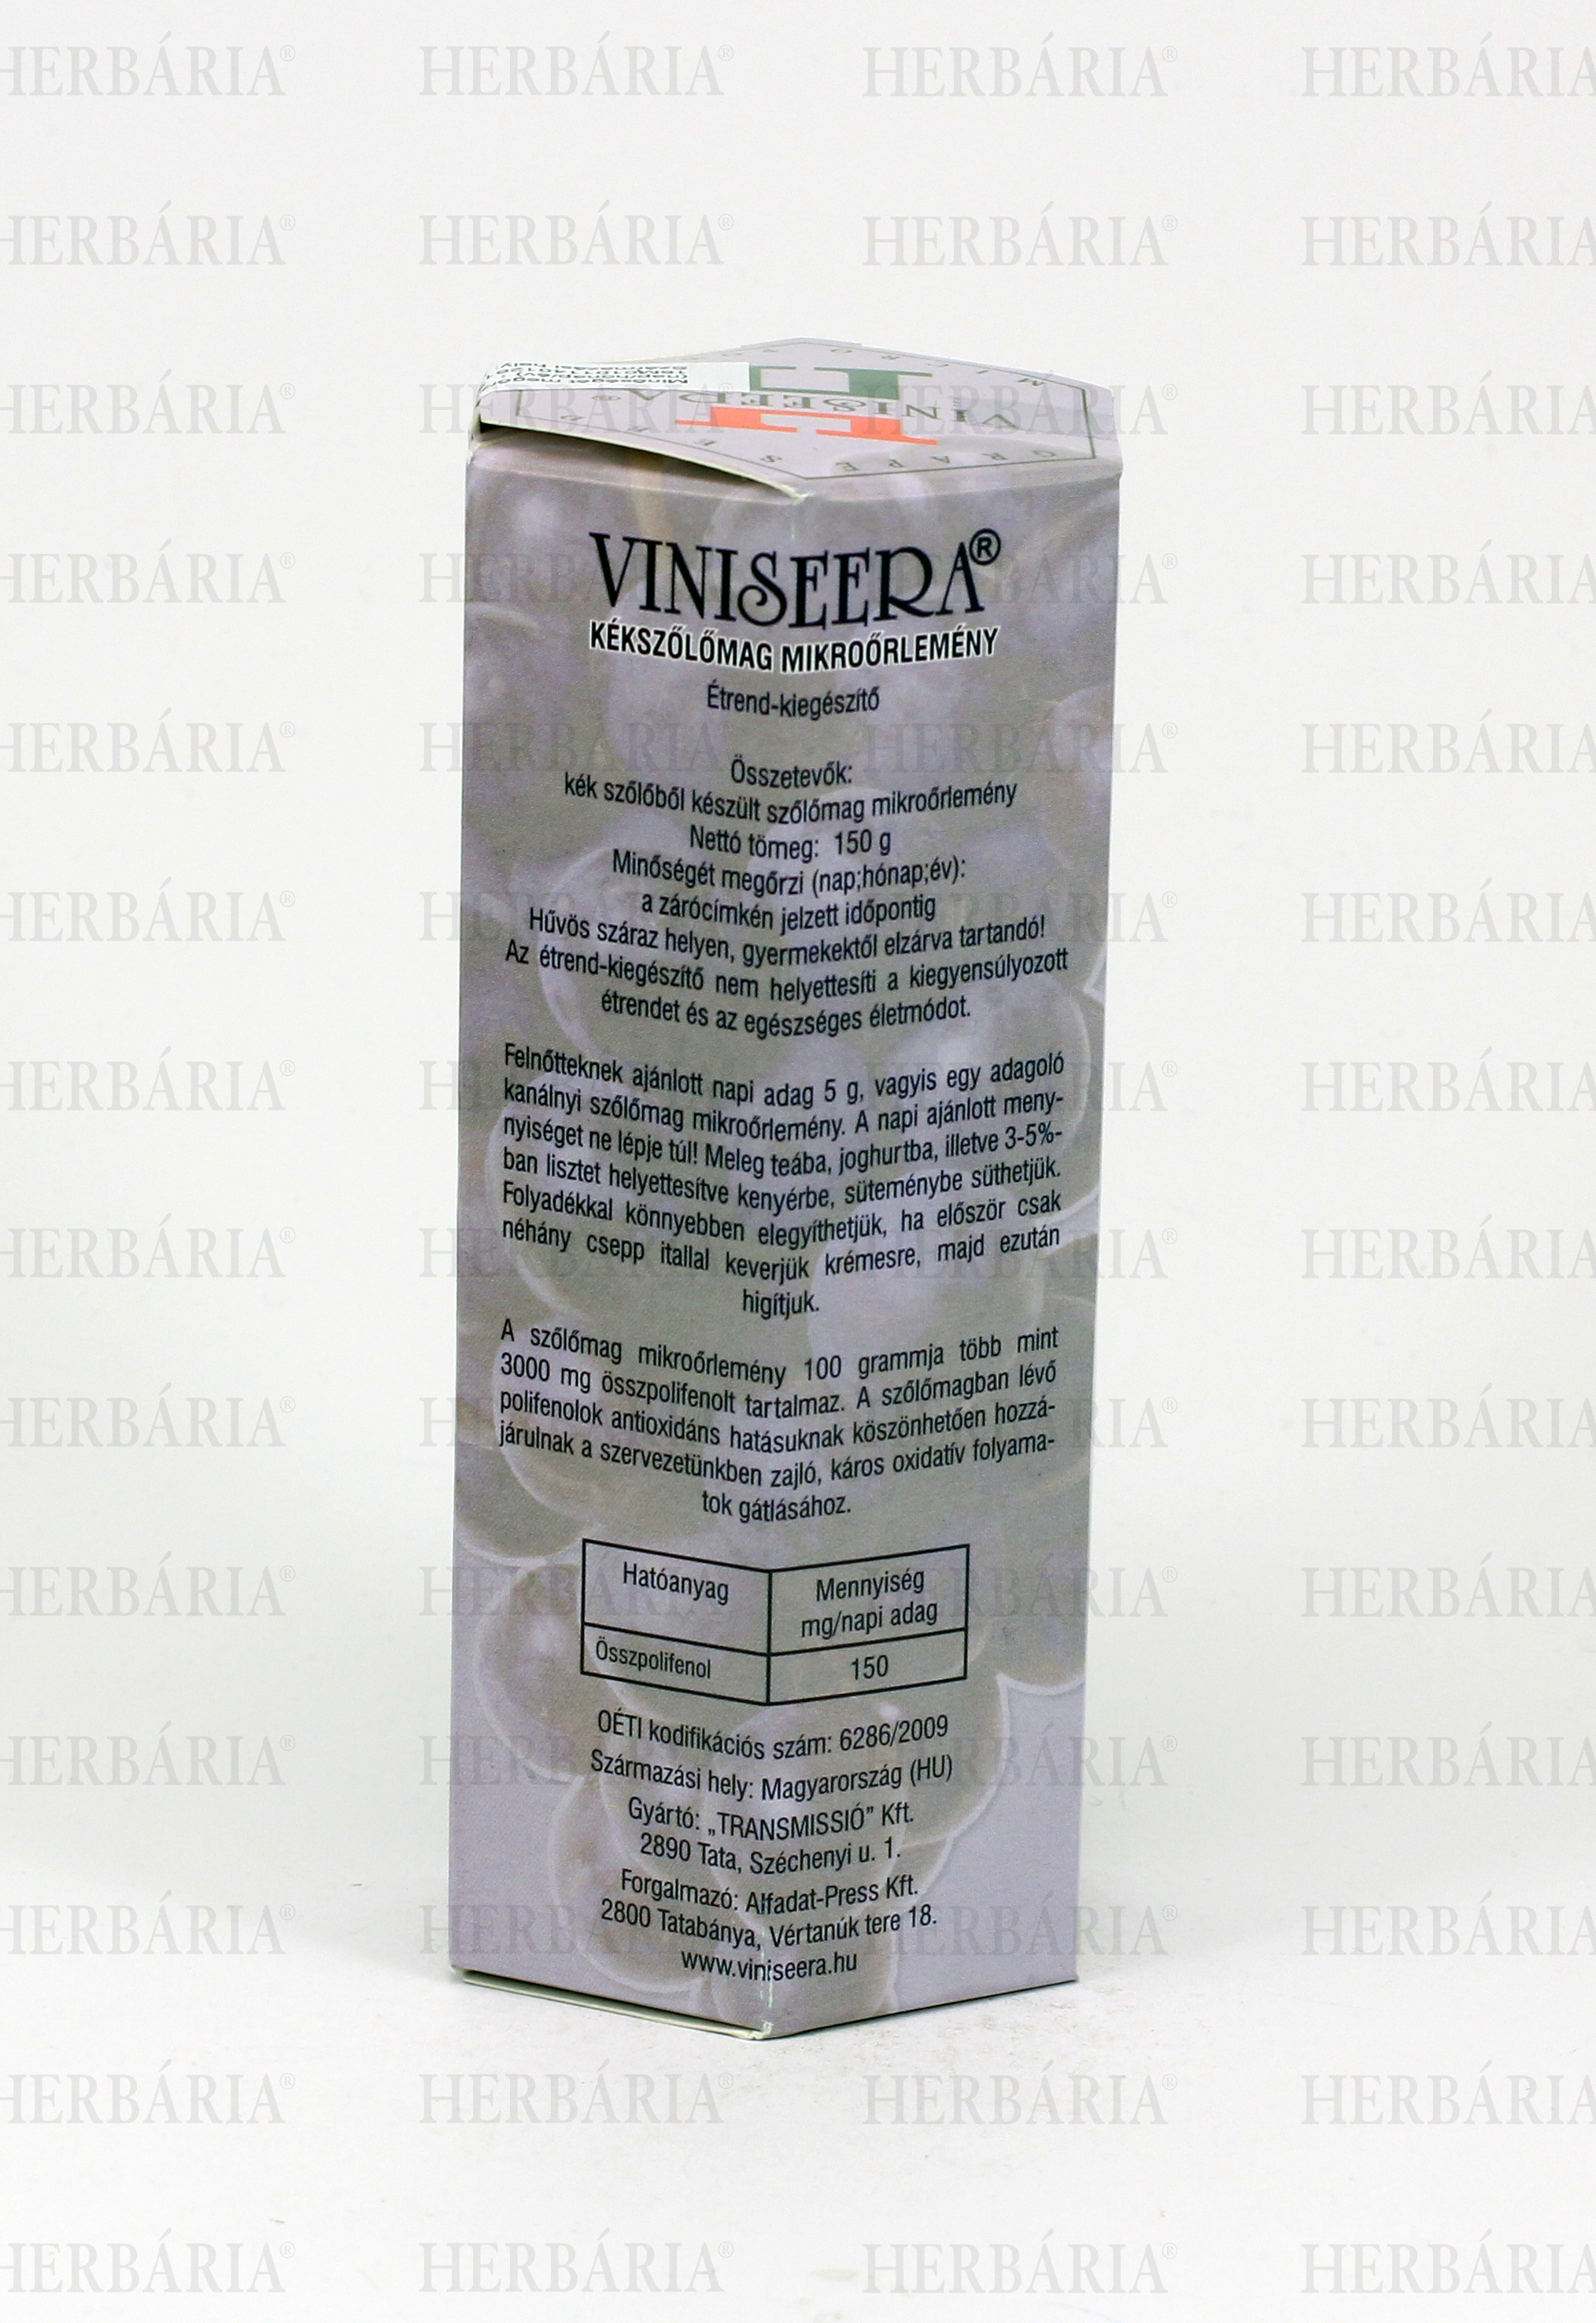 VINISEERA®
KÉKSZŐLŐMAG MIKROŐRLEMÉNY
Étrend-kiegészítő
Összetevők:
kék szőlőből készült szőlőmag mikroőrlemény
Nettó tömeg: 150 g
Minőségét megőrzi (nap;hónap;év):
a zárócímkén jelzett időpontig
Hűvös száraz helyen, gyermekektől elzárva tartandó!
Az étrend-kiegészítő nem helyettesíti a kiegyensúlyozott
étrendet és az egészséges életmódot.
Felnőtteknek ajánlott napi adag 5 g, vagyis egy adagoló
kanálnyi szőlőmag mikroőrlemény. A napi ajánlott meny-
nyiséget ne lépje túl! Meleg teába, joghurtba, illetve 3-5%-
ban lisztet helyettesítve kenyérbe, süteménybe süthetjük.
Folyadékkal könnyebben elegyíthetjük, ha először csak
néhány csepp itallal keverjük krémesre, majd ezután
higítjuk.
A szőlőmag mikroőrlemény 100 grammja több mint
3000 mg összpolifenolt tartalmaz. A szőlőmagban lévő
polifenolok antioxidáns hatásuknak köszönhetően hozzá-
járulnak a szervezetünkben zajló, káros oxidatív folyama-
tok gátlásához.
Hatóanyag Mennyiség
mg/napi adag
Összpolifenol 150
OÉTI kodifikációs szám: 6286/2009
Származási hely: Magyarország (HU)
Gyártó: „TRANSMISSIÓ” Kft.
2890 Tata, Széchenyi u. 1.
Forgalmazó: Alfadat-Press Kft.
2800 Tatabánya, Vértanúk tere 18.
www.viniseera.hu
HERBÁRIA®